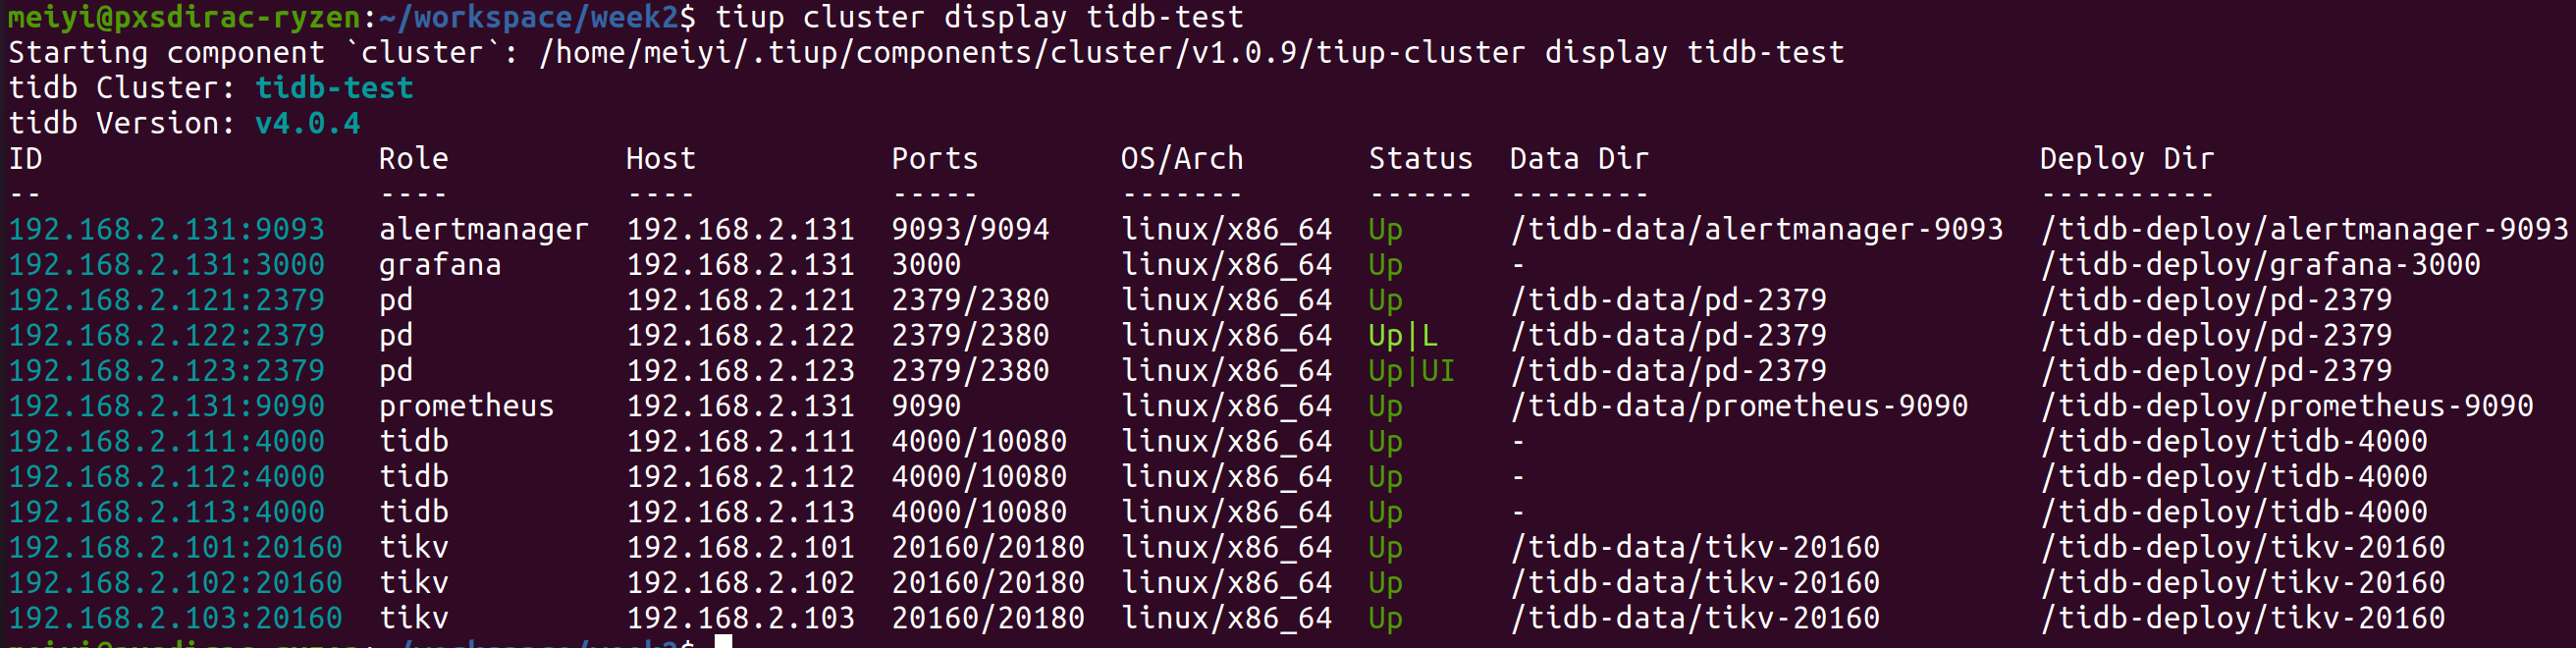 meiyi@pxsdirac-ryzen:~/workspace/week2$ tiup cluster display tidb-test
Starting component `cluster`: /home/meiyi/.tiup/components/cluster/v1.0.9/tiup-cluster display tidb-test
tidb Cluster: tidb-test
tidb Version: v4.0.4
ID                   Role          Host           Ports        OS/Arch       Status  Data Dir                      Deploy Dir
--                   ----          ----           -----        -------       ------  --------                      ----------
192.168.2.131:9093   alertmanager  192.168.2.131  9093/9094    linux/x86_64  Up      /tidb-data/alertmanager-9093  /tidb-deploy/alertmanager-9093
192.168.2.131:3000   grafana       192.168.2.131  3000         linux/x86_64  Up      -                             /tidb-deploy/grafana-3000
192.168.2.121:2379   pd            192.168.2.121  2379/2380    linux/x86_64  Up      /tidb-data/pd-2379            /tidb-deploy/pd-2379
192.168.2.122:2379   pd            192.168.2.122  2379/2380    linux/x86_64  Up|L    /tidb-data/pd-2379            /tidb-deploy/pd-2379
192.168.2.123:2379   pd            192.168.2.123  2379/2380    linux/x86_64  Up|UI   /tidb-data/pd-2379            /tidb-deploy/pd-2379
192.168.2.131:9090   prometheus    192.168.2.131  9090         linux/x86_64  Up      /tidb-data/prometheus-9090    /tidb-deploy/prometheus-9090
192.168.2.111:4000   tidb          192.168.2.111  4000/10080   linux/x86_64  Up      -                             /tidb-deploy/tidb-4000
192.168.2.112:4000   tidb          192.168.2.112  4000/10080   linux/x86_64  Up      -                             /tidb-deploy/tidb-4000
192.168.2.113:4000   tidb          192.168.2.113  4000/10080   linux/x86_64  Up      -                             /tidb-deploy/tidb-4000
192.168.2.101:20160  tikv          192.168.2.101  20160/20180  linux/x86_64  Up      /tidb-data/tikv-20160         /tidb-deploy/tikv-20160
192.168.2.102:20160  tikv          192.168.2.102  20160/20180  linux/x86_64  Up      /tidb-data/tikv-20160         /tidb-deploy/tikv-20160
192.168.2.103:20160  tikv          192.168.2.103  20160/20180  linux/x86_64  Up      /tidb-data/tikv-20160         /tidb-deploy/tikv-20160
meiyi@pxsdirac-ryzen:~/workspace/week2$